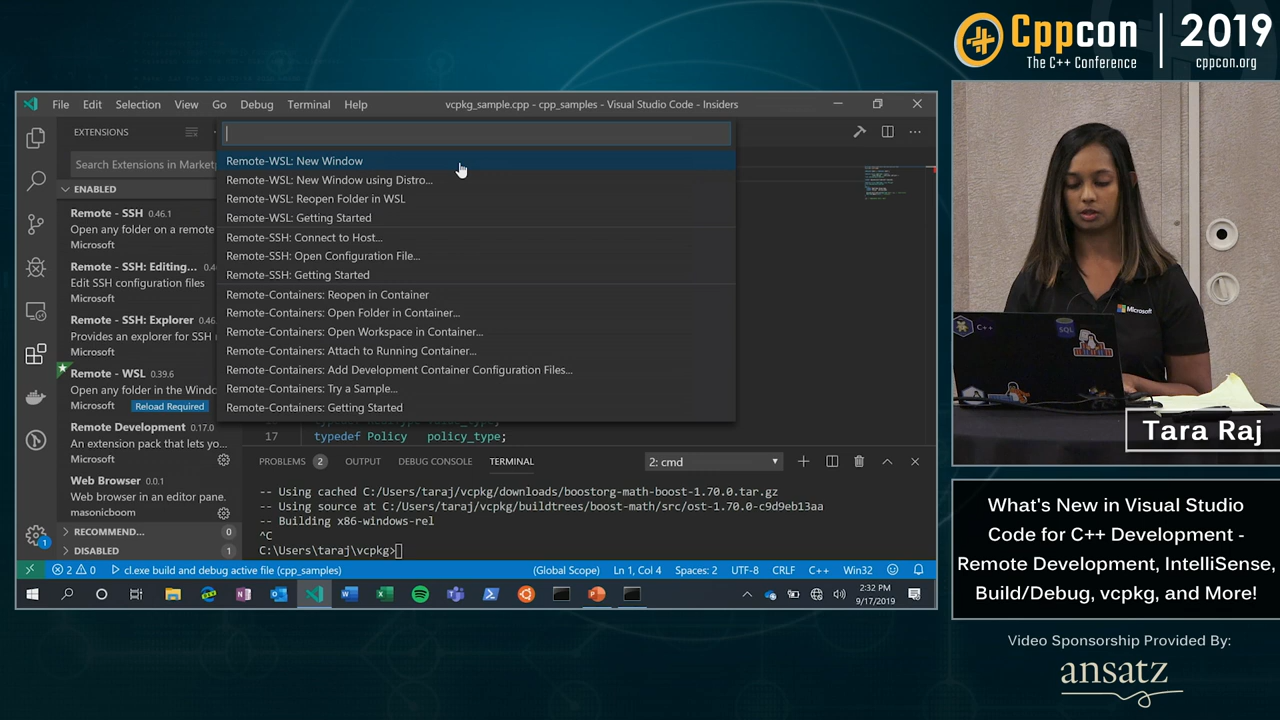 Cppcon
The C++ Conference
2019
cppcon.org
File Edit Selection View Go Debug Terminal Help
vcpkg_sample.cpp - cpp_samples - Visual Studio Code - Insiders
EXTENSIONS
Search Extensions in Market
ENABLED
Remote - SSH 0.46.1
Open any folder on a remote
Microsoft
Remote - SSH: Editing... 0.46
Edit SSH configuration files
Microsoft
Remote - SSH: Explorer 0.46
Provides an explorer for SSH
Microsoft
Remote - WSL 0.39.6
Open any folder in the Windo
Microsoft Reload Required
Remote Development 0.17.0
An extension pack that lets yo
Microsoft
Web Browser 0.0.1
A web browser in an editor pane.
masonicboom
RECOMMEND... 0
DISABLED 1
1
Remote-WSL: New Window
Remote-WSL: New Window using Distro...
Remote-WSL: Reopen Folder in WSL
Remote-WSL: Getting Started
Remote-SSH: Connect to Host...
Remote-SSH: Open Configuration File...
Remote-SSH: Getting Started
Remote-Containers: Reopen in Container
Remote-Containers: Open Folder in Container...
Remote-Containers: Open Workspace in Container...
Remote-Containers: Attach to Running Container...
Remote-Containers: Add Development Container Configuration Files...
Remote-Containers: Try a Sample...
Remote-Containers: Getting Started
17 typedef Policy policy_type;
PROBLEMS 2 OUTPUT DEBUG CONSOLE TERMINAL 2: cmd
-- Using cached C:/Users/taraj/vcpkg/downloads/boostorg-math-boost-1.70.0.tar.gz
-- Using source at C:/Users/taraj/vcpkg/buildtrees/boost-math/src/ost-1.70.0-c9d9eb13aa
-- Building x86-windows-rel
^C
C:\Users\taraj\vcpkg>
2 0 cl.exe build and debug active file (cpp_samples) (Global Scope) Ln 1, Col 4 Spaces: 2 UTF-8 CRLF C++ Win32
2:32 PM
9/17/2019
Microsoft
C++
SQL
Tara Raj
What's New in Visual Studio
Code for C++ Development -
Remote Development, IntelliSense,
Build/Debug, vcpkg, and More!
Video Sponsorship Provided By:
ansatz